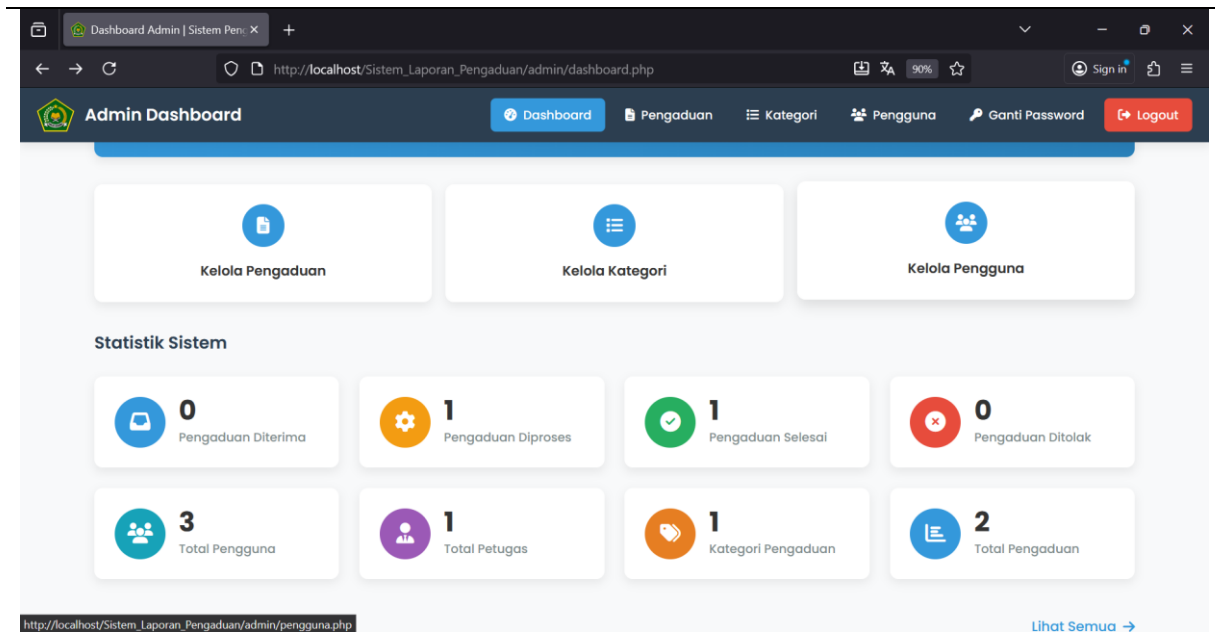 Dashboard Admin | Sistem Peng
http://localhost/Sistem_Laporan_Pengaduan/admin/dashboard.php
90%
Sign in
Admin Dashboard
Dashboard
Pengaduan
Kategori
Pengguna
Ganti Password
Logout
Kelola Pengaduan
Kelola Kategori
Kelola Pengguna
Statistik Sistem
0
Pengaduan Diterima
1
Pengaduan Diproses
1
Pengaduan Selesai
0
Pengaduan Ditolak
3
Total Pengguna
1
Total Petugas
1
Kategori Pengaduan
2
Total Pengaduan
Lihat Semua →
http://localhost/Sistem_Laporan_Pengaduan/admin/pengguna.php